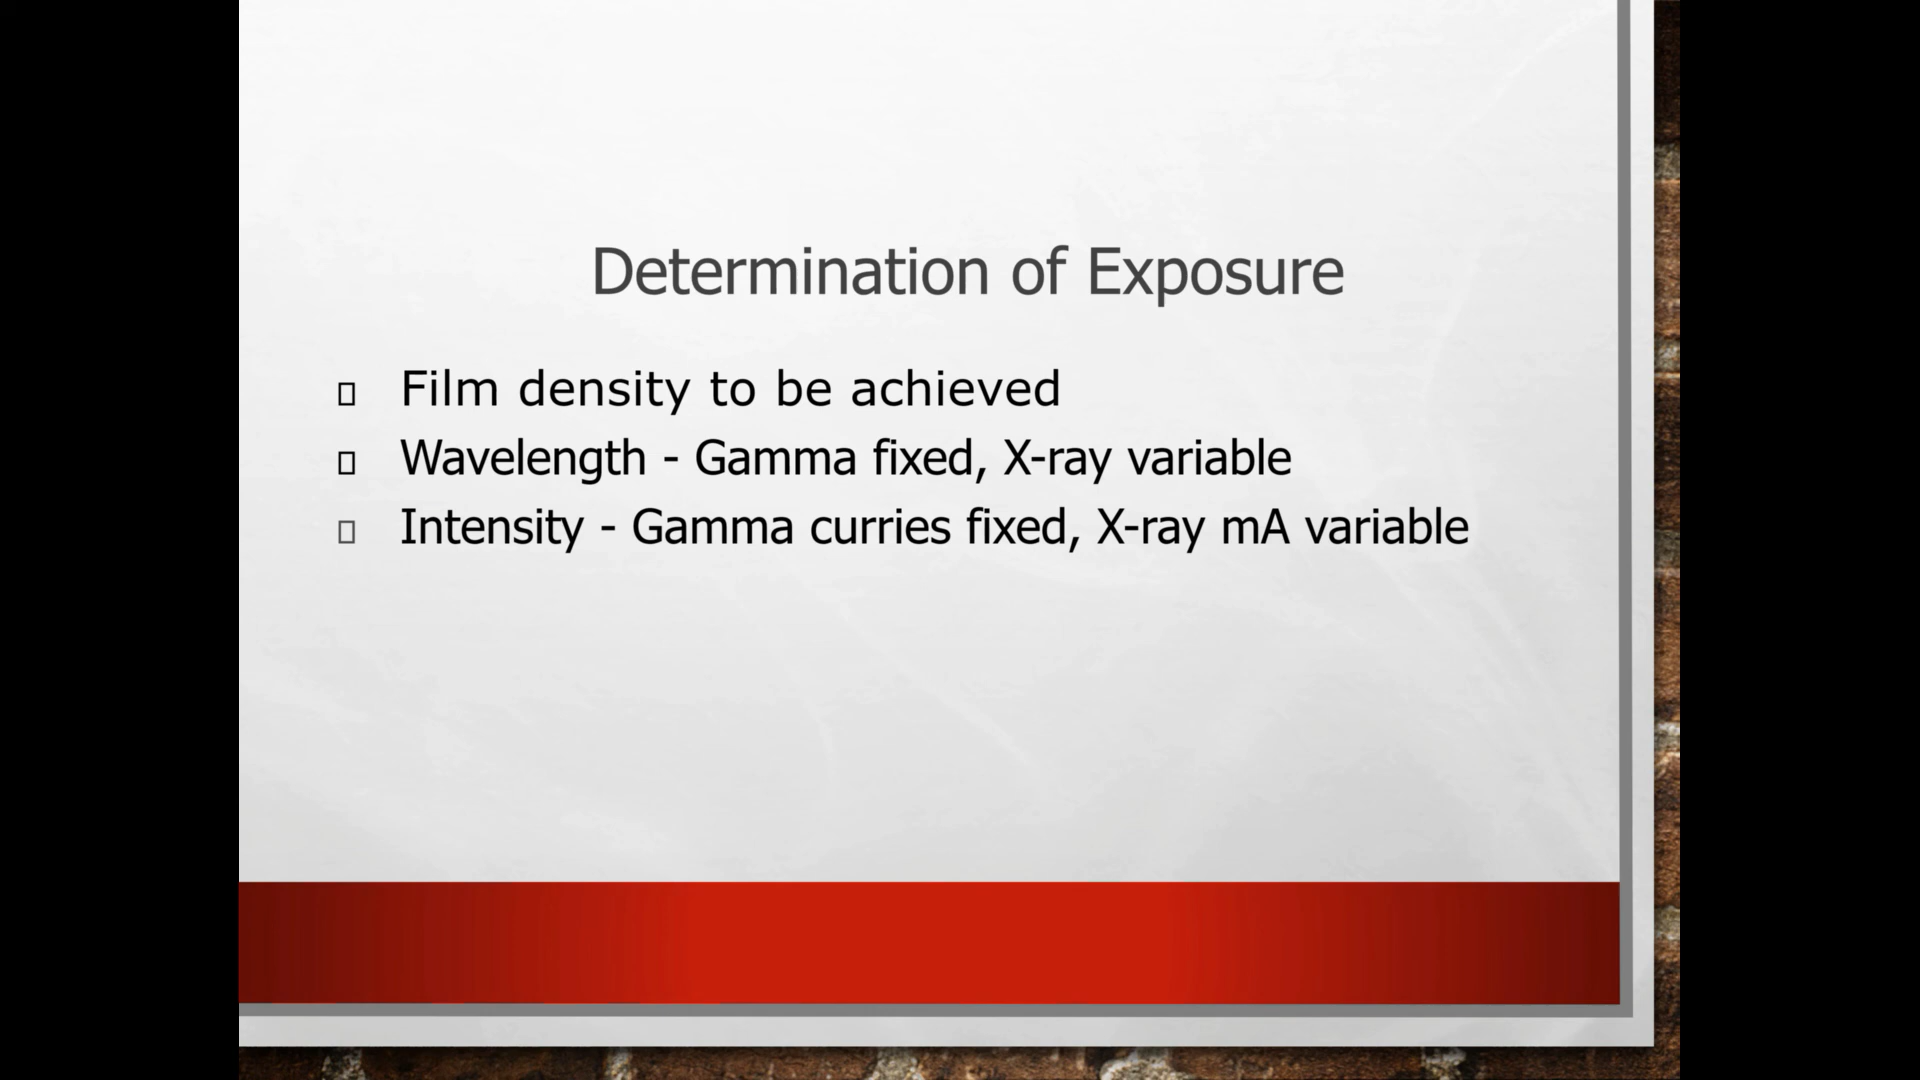 Determination of Exposure
Film density to be achieved
Wavelength - Gamma fixed, X-ray variable
Intensity - Gamma curries fixed, X-ray mA variable